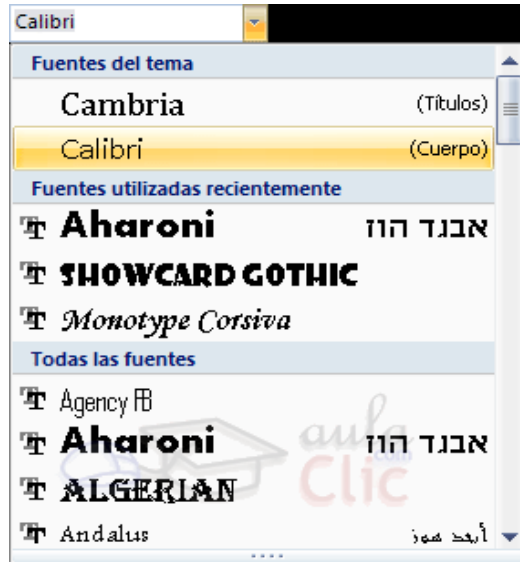 Calibri
Fuentes del tema
Cambria (Títulos)
Calibri (Cuerpo)
Fuentes utilizadas recientemente
Aharoni אבגד הוז
SHOWCARD GOTHIC
Monotype Corsiva
Todas las fuentes
Agency FB
Aharoni אבגד הוז
ALGERIAN
Andalus أبجد هوز
aula
.com
Clic